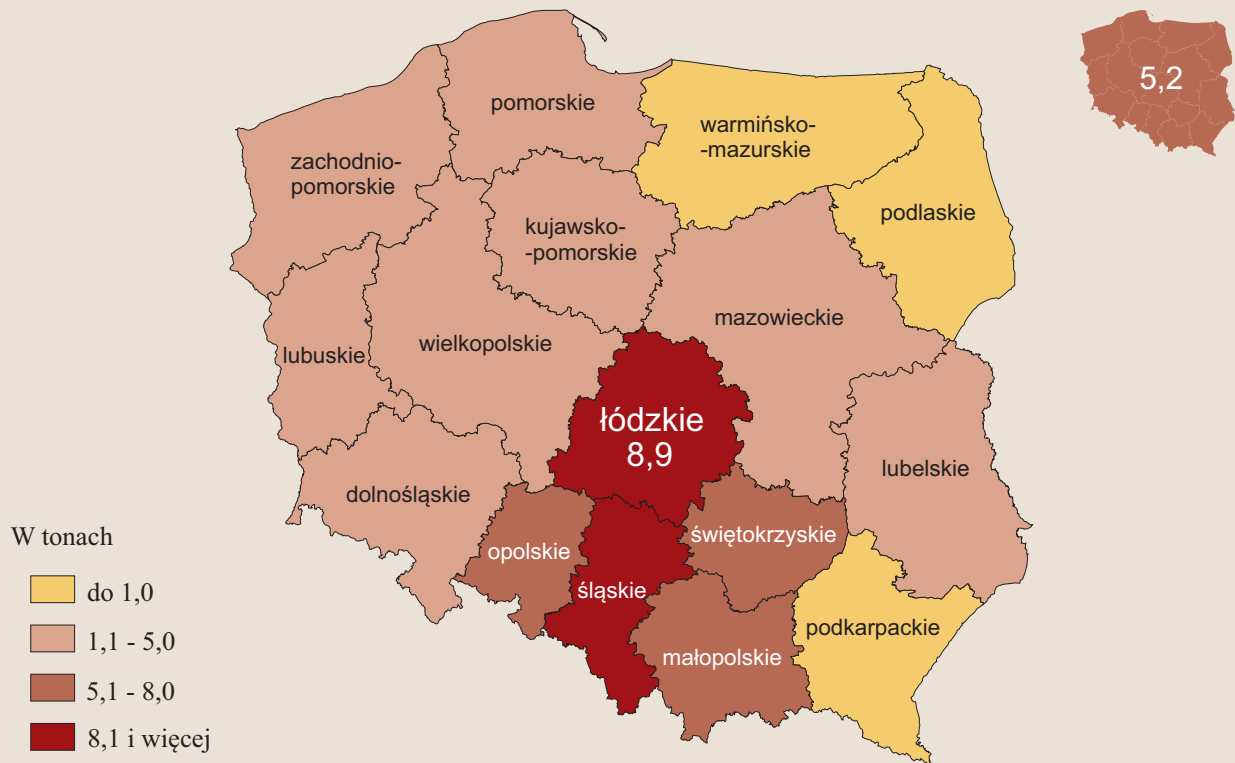 5,2
pomorskie
warmińsko-
-mazurskie
zachodnio-
pomorskie
podlaskie
kujawsko-
-pomorskie
mazowieckie
wielkopolskie
lubuskie
łódzkie
8,9
lubelskie
dolnośląskie
świętokrzyskie
opolskie
śląskie
podkarpackie
małopolskie
W tonach
do 1,0
1,1 - 5,0
5,1 - 8,0
8,1 i więcej